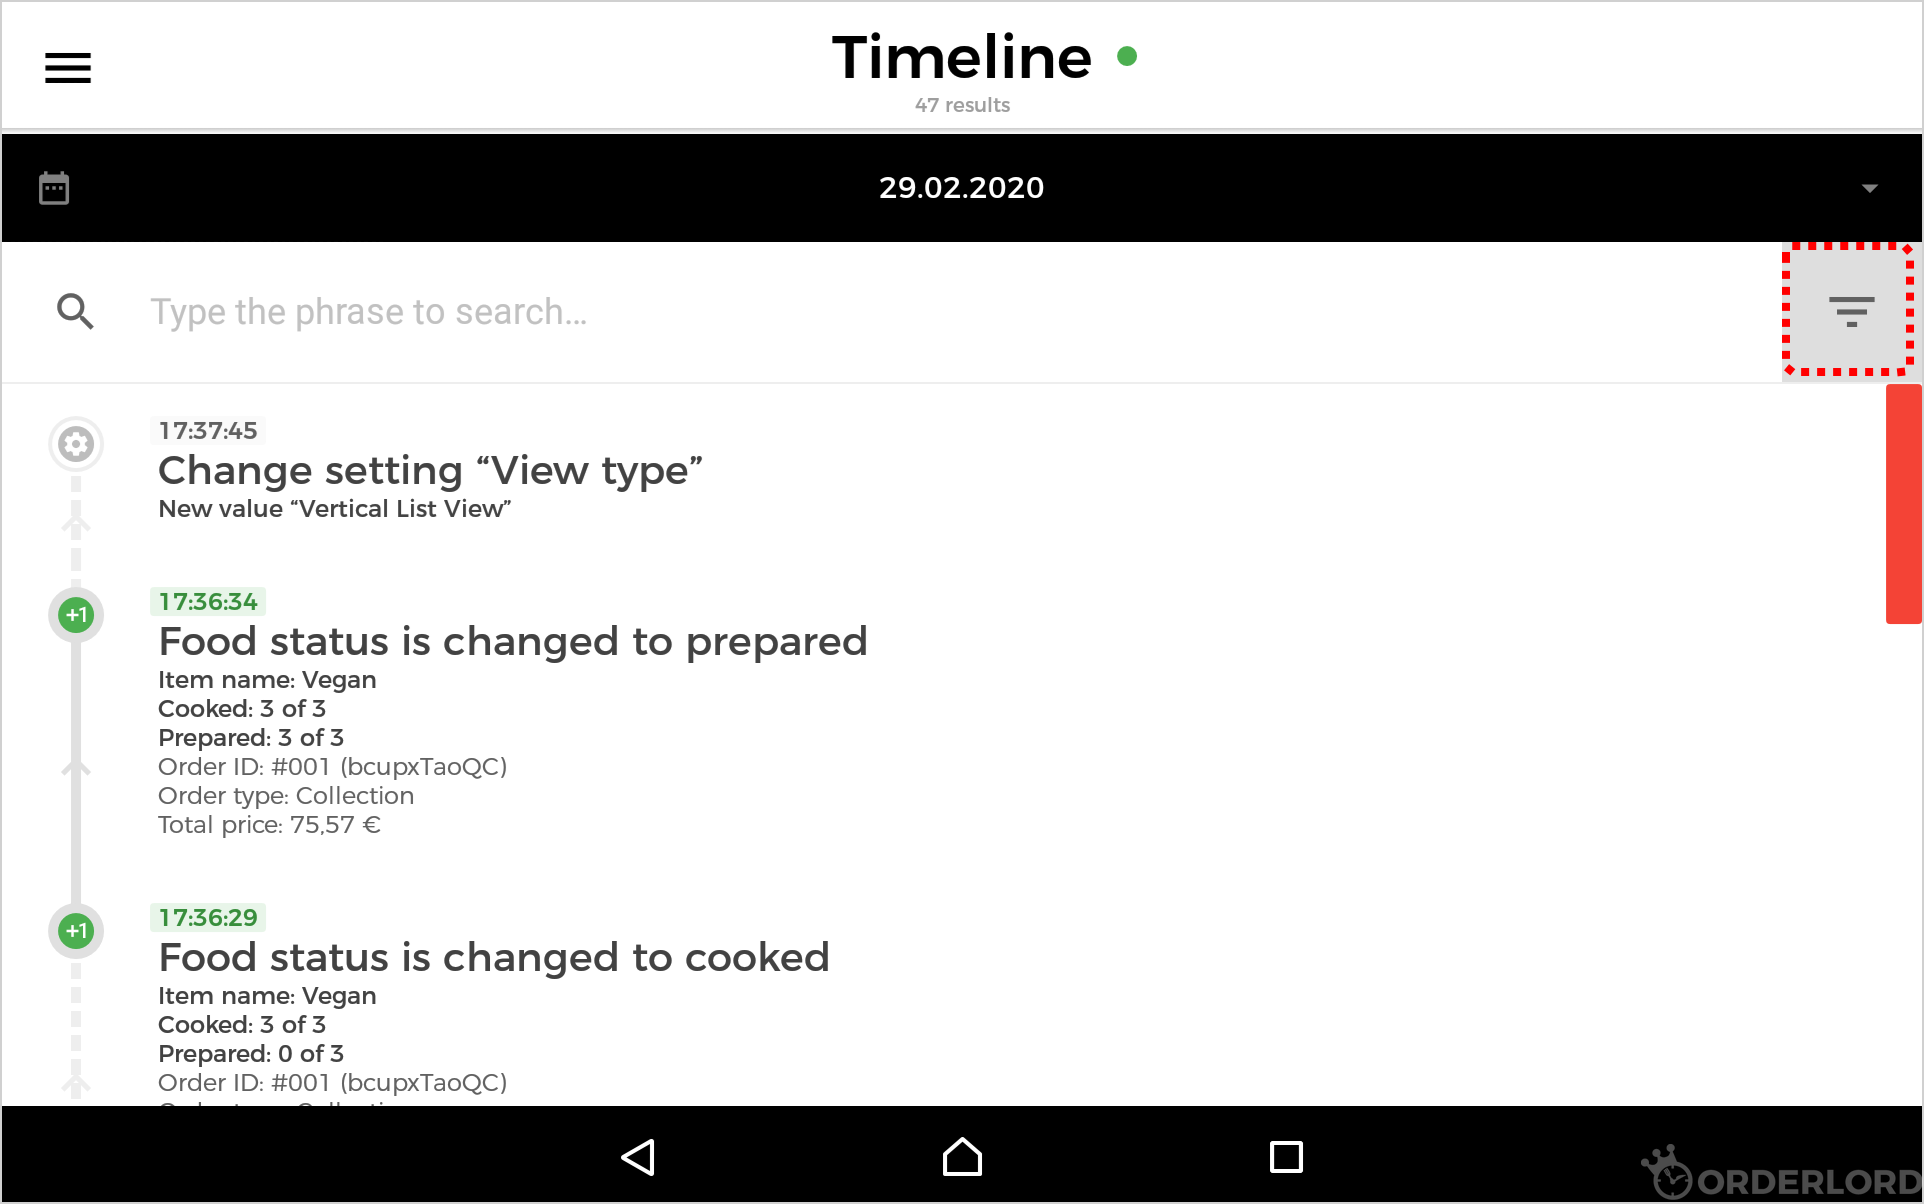 Timeline
47 results
29.02.2020
Type the phrase to search...
17:37:45
Change setting “View type”
New value “Vertical List View”
+1
17:36:34
Food status is changed to prepared
Item name: Vegan
Cooked: 3 of 3
Prepared: 3 of 3
Order ID: #001 (bcupxTaoQC)
Order type: Collection
Total price: 75,57 €
+1
17:36:29
Food status is changed to cooked
Item name: Vegan
Cooked: 3 of 3
Prepared: 0 of 3
Order ID: #001 (bcupxTaoQC)
ORDERLORD